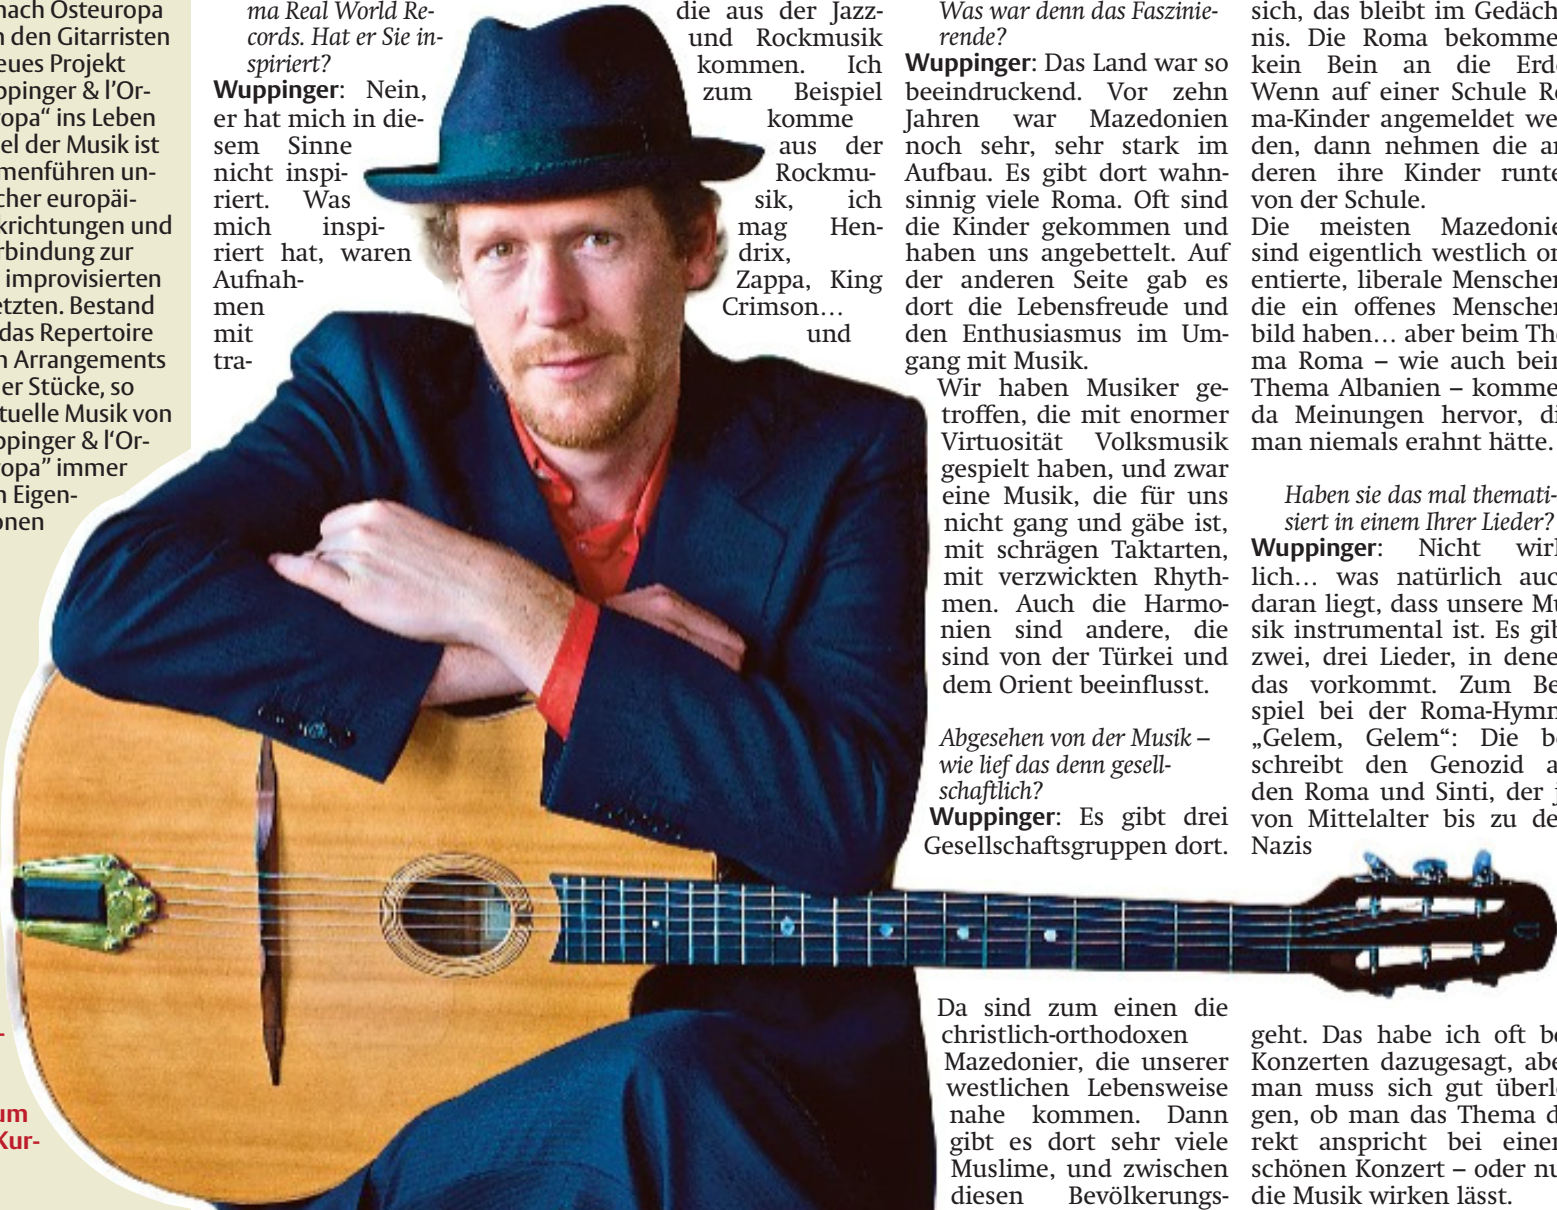 nach Osteuropa
n den Gitarristen
eues Projekt
ppinger & l'Or-
opa“ ins Leben
el der Musik ist
menführen un-
cher europäi-
krichtungen und
rbindung zur
improvisierten
etzten. Bestand
das Repertoire
n Arrangements
er Stücke, so
tuelle Musik von
ppinger & l‘Or-
opa” immer
n Eigen-
onen
-
um
Kur-
ma Real World Re-
cords. Hat er Sie in-
spiriert?
Wuppinger: Nein,
er hat mich in die-
sem Sinne
nicht inspi-
riert. Was
mich inspi-
riert hat, waren
Aufnah-
men
mit
tra-
die aus der Jazz-
und Rockmusik
kommen. Ich
zum Beispiel
komme
aus der
Rockmu-
sik, ich
mag Hen-
drix,
Zappa, King
Crimson…
und
Was war denn das Faszinie-
rende?
Wuppinger: Das Land war so
beeindruckend. Vor zehn
Jahren war Mazedonien
noch sehr, sehr stark im
Aufbau. Es gibt dort wahn-
sinnig viele Roma. Oft sind
die Kinder gekommen und
haben uns angebettelt. Auf
der anderen Seite gab es
dort die Lebensfreude und
den Enthusiasmus im Um-
gang mit Musik.
Wir haben Musiker ge-
troffen, die mit enormer
Virtuosität Volksmusik
gespielt haben, und zwar
eine Musik, die für uns
nicht gang und gäbe ist,
mit schrägen Taktarten,
mit verzwickten Rhyth-
men. Auch die Harmo-
nien sind andere, die
sind von der Türkei und
dem Orient beeinflusst.
Abgesehen von der Musik –
wie lief das denn gesell-
schaftlich?
Wuppinger: Es gibt drei
Gesellschaftsgruppen dort.
Da sind zum einen die
christlich-orthodoxen
Mazedonier, die unserer
westlichen Lebensweise
nahe kommen. Dann
gibt es dort sehr viele
Muslime, und zwischen
diesen Bevölkerungs-
sich, das bleibt im Gedäch
nis. Die Roma bekomme
kein Bein an die Erd
Wenn auf einer Schule Ro
ma-Kinder angemeldet we
den, dann nehmen die a
deren ihre Kinder runte
von der Schule.
Die meisten Mazedonie
sind eigentlich westlich or
entierte, liberale Mensche
die ein offenes Mensche
bild haben… aber beim The
ma Roma – wie auch bei
Thema Albanien – komme
da Meinungen hervor, di
man niemals erahnt hätte.
Haben sie das mal themati-
siert in einem Ihrer Lieder?
Wuppinger: Nicht wirk
lich… was natürlich auc
daran liegt, dass unsere Mu
sik instrumental ist. Es gib
zwei, drei Lieder, in dene
das vorkommt. Zum Be
spiel bei der Roma-Hymn
„Gelem, Gelem“: Die be
schreibt den Genozid a
den Roma und Sinti, der j
von Mittelalter bis zu de
Nazis
geht. Das habe ich oft be
Konzerten dazugesagt, abe
man muss sich gut überle
gen, ob man das Thema d
rekt anspricht bei eine
schönen Konzert – oder nu
die Musik wirken lässt.